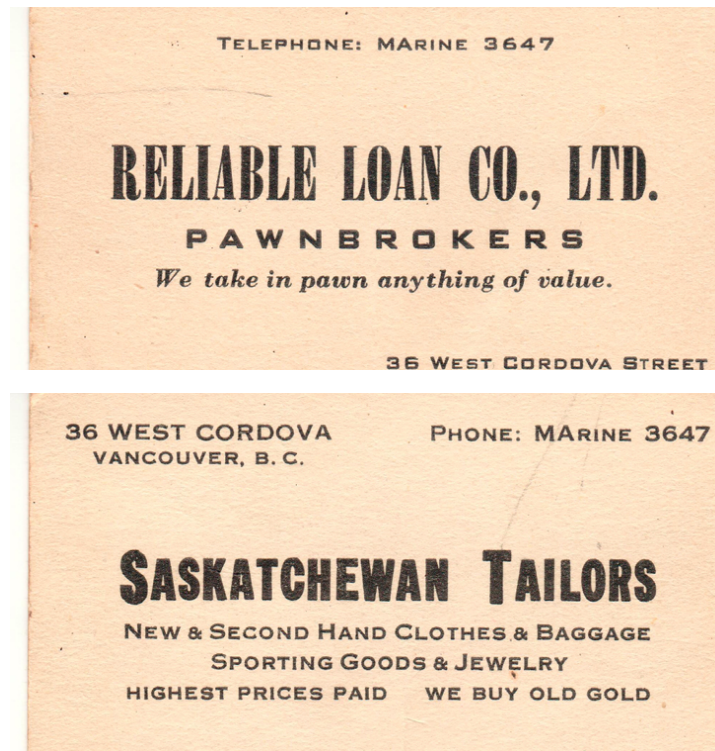 TELEPHONE: MARINE 3647
RELIABLE LOAN CO., LTD.
PAWNBROKERS
We take in pawn anything of value.
36 WEST CORDOVA STREET
36 WEST CORDOVA PHONE: MARINE 3647
VANCOUVER, B. C.
SASKATCHEWAN TAILORS
NEW & SECOND HAND CLOTHES & BAGGAGE
SPORTING GOODS & JEWELRY
HIGHEST PRICES PAID WE BUY OLD GOLD